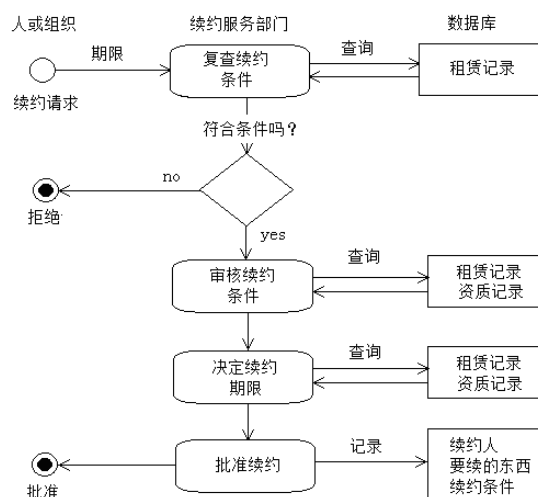 人或组织
续约服务部门
数据库
期限
复查续约
条件
查询
租赁记录
续约请求
符合条件吗?
no
拒绝
yes
查询
审核续约
条件
租赁记录
资质记录
查询
决定续约
期限
租赁记录
资质记录
记录
批准续约
续约人
要续的东西
续约条件
批准